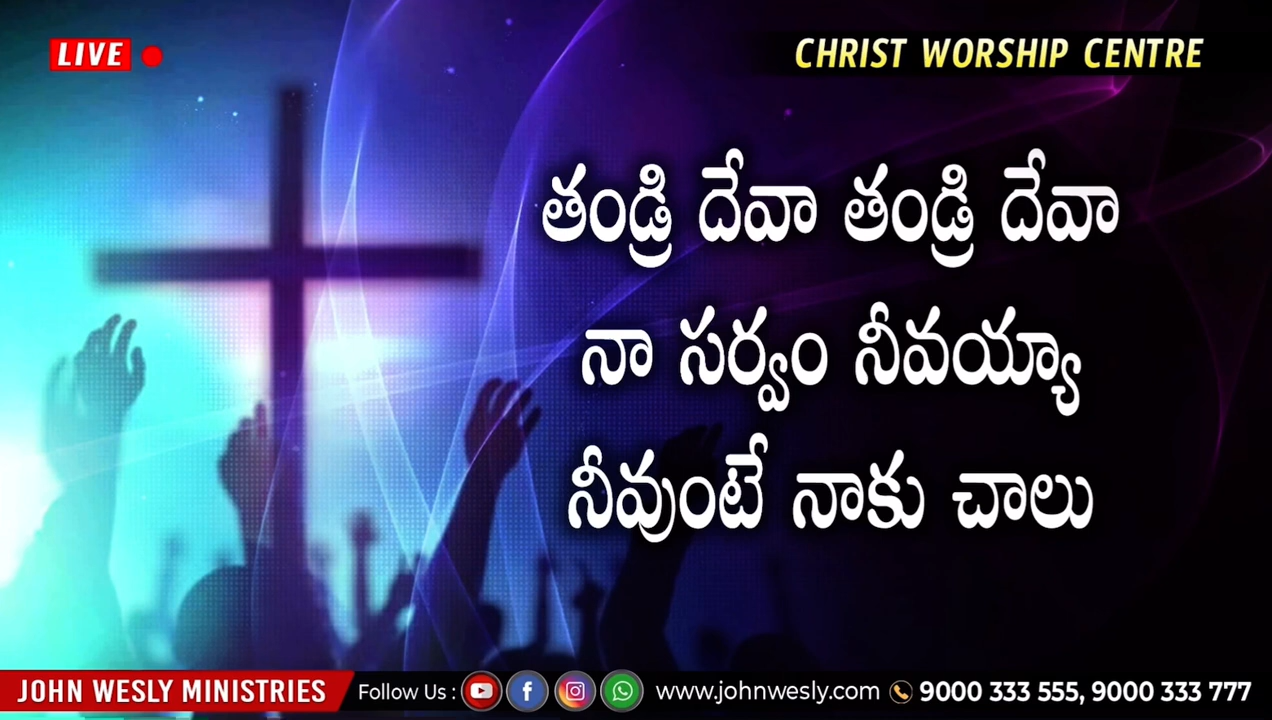 LIVE
CHRIST WORSHIP CENTRE
తండ్రి దేవా తండ్రి దేవా
నా సర్వం నీవయ్యా
నీవుంటే నాకు చాలు
JOHN WESLY MINISTRIES Follow Us : www.johnwesly.com 9000 333 555, 9000 333 777